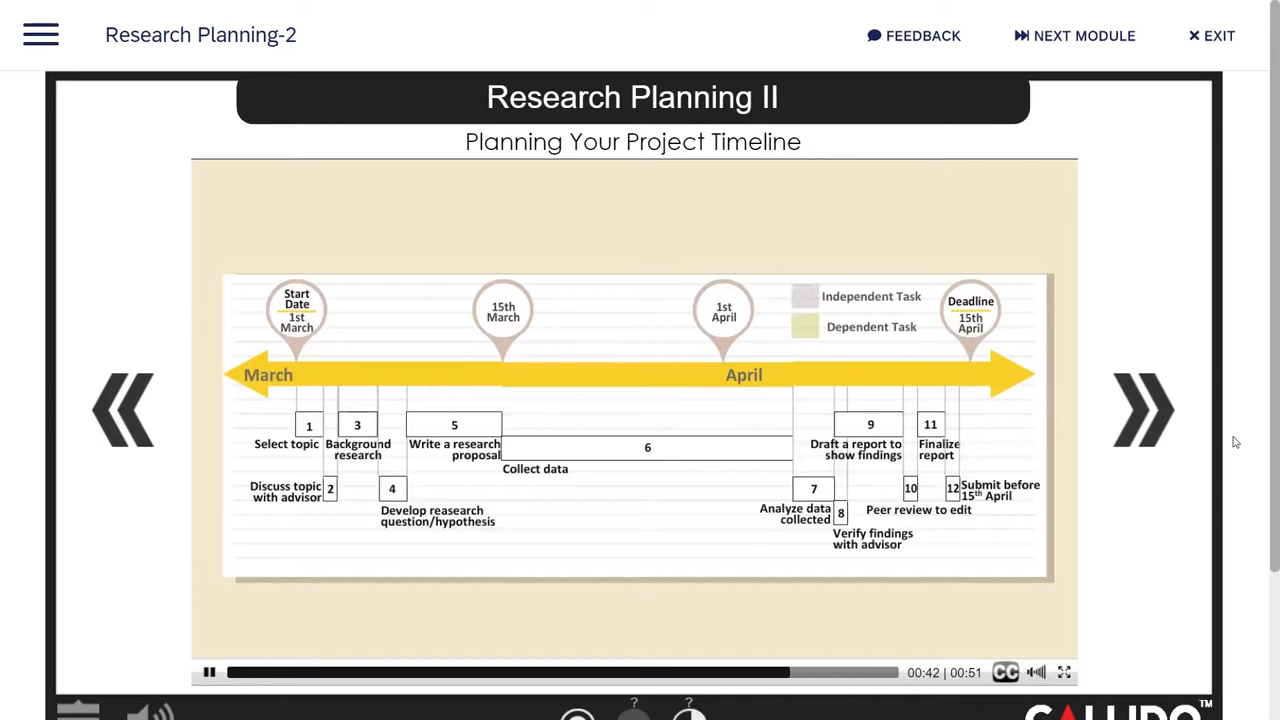 Research Planning-2
FEEDBACK
NEXT MODULE
EXIT
Research Planning II
Planning Your Project Timeline
Start
Date
1st
March
15th
March
1st
April
Independent Task
Dependent Task
Deadline
15th
April
March
April
1
Select topic
Discuss topic
with advisor
2
3
Background
research
4
Develop reasearch
question/hypothesis
5
Write a research
proposal
6
Collect data
7
Analyze data
collected
8
Verify findings
with advisor
9
Draft a report to
show findings
10
Peer review to edit
11
Finalize
report
12
Submit before
15th April
00:42 | 00:51
CC
?
?
TM